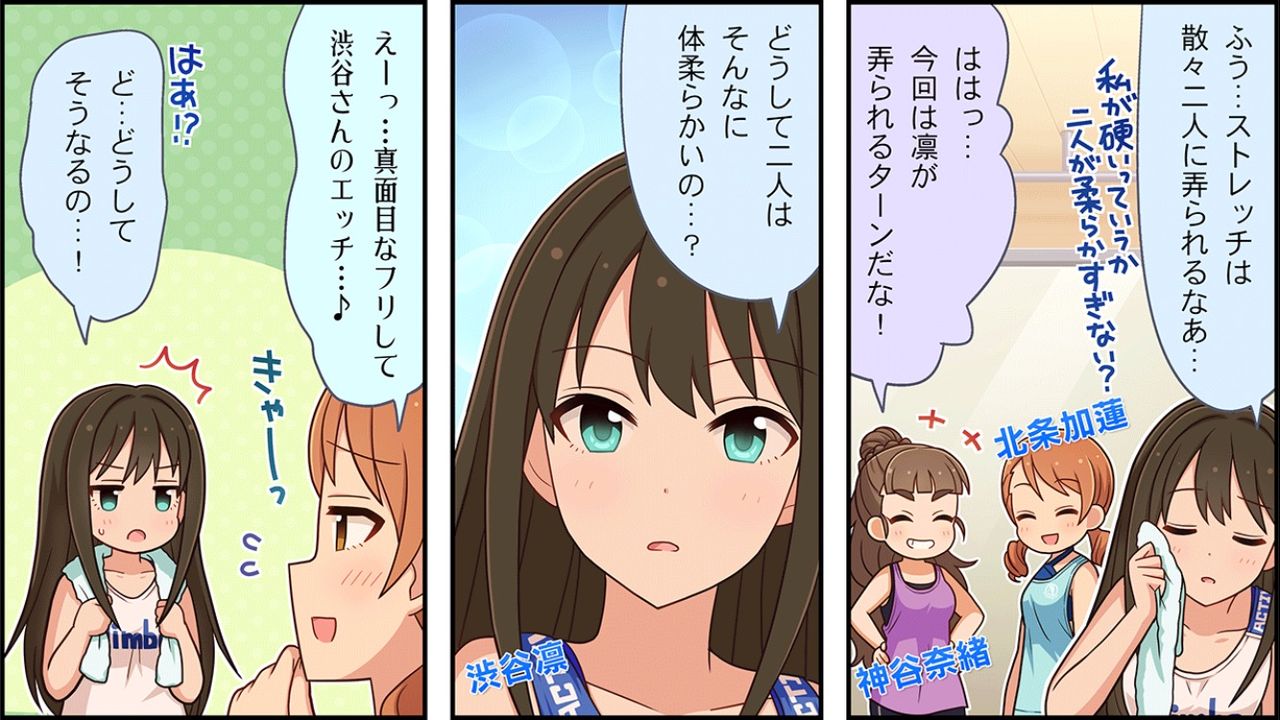 ふう…ストレッチは
散々二人に弄られるなあ…
私が硬いっていうか
二人が柔らかすぎない?
ははっ…
今回は凛が
弄られるターンだな!
北条加蓮
神谷奈緒
ACTI
imb
どうして二人は
そんなに
体柔らかいの…?
渋谷凛
ACT
ACTI
えーっ…真面目なフリして
渋谷さんのエッチ…♪
きゃーっ
はあ!?
ど…どうして
そうなるの…!
imb